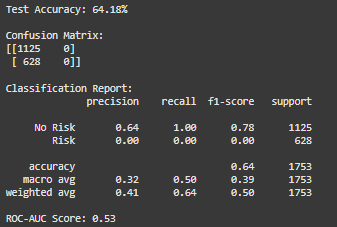 Test Accuracy: 64.18%
Confusion Matrix:
[[1125    0]
 [ 628    0]]
Classification Report:
              precision    recall  f1-score   support
     No Risk       0.64      1.00      0.78      1125
        Risk       0.00      0.00      0.00       628
    accuracy                           0.64      1753
   macro avg       0.32      0.50      0.39      1753
weighted avg       0.41      0.64      0.50      1753
ROC-AUC Score: 0.53